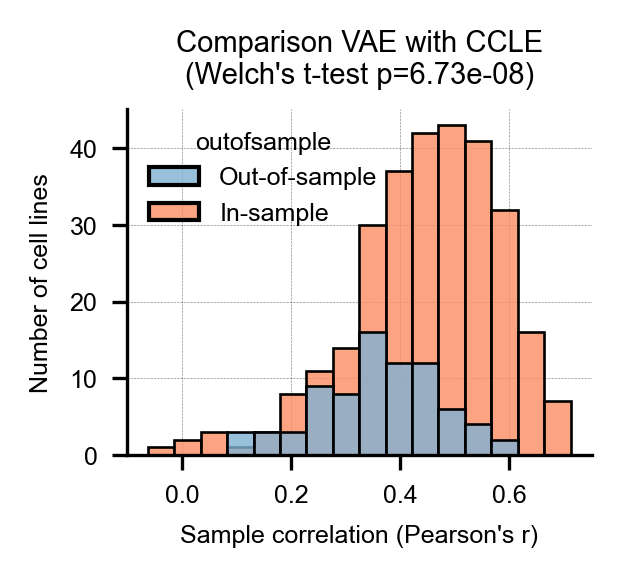 Comparison VAE with CCLE
(Welch's t-test p=6.73e-08)
outofsample
Out-of-sample
In-sample
Number of cell lines
40
30
20
10
0
0.0
0.2
0.4
0.6
Sample correlation (Pearson's r)